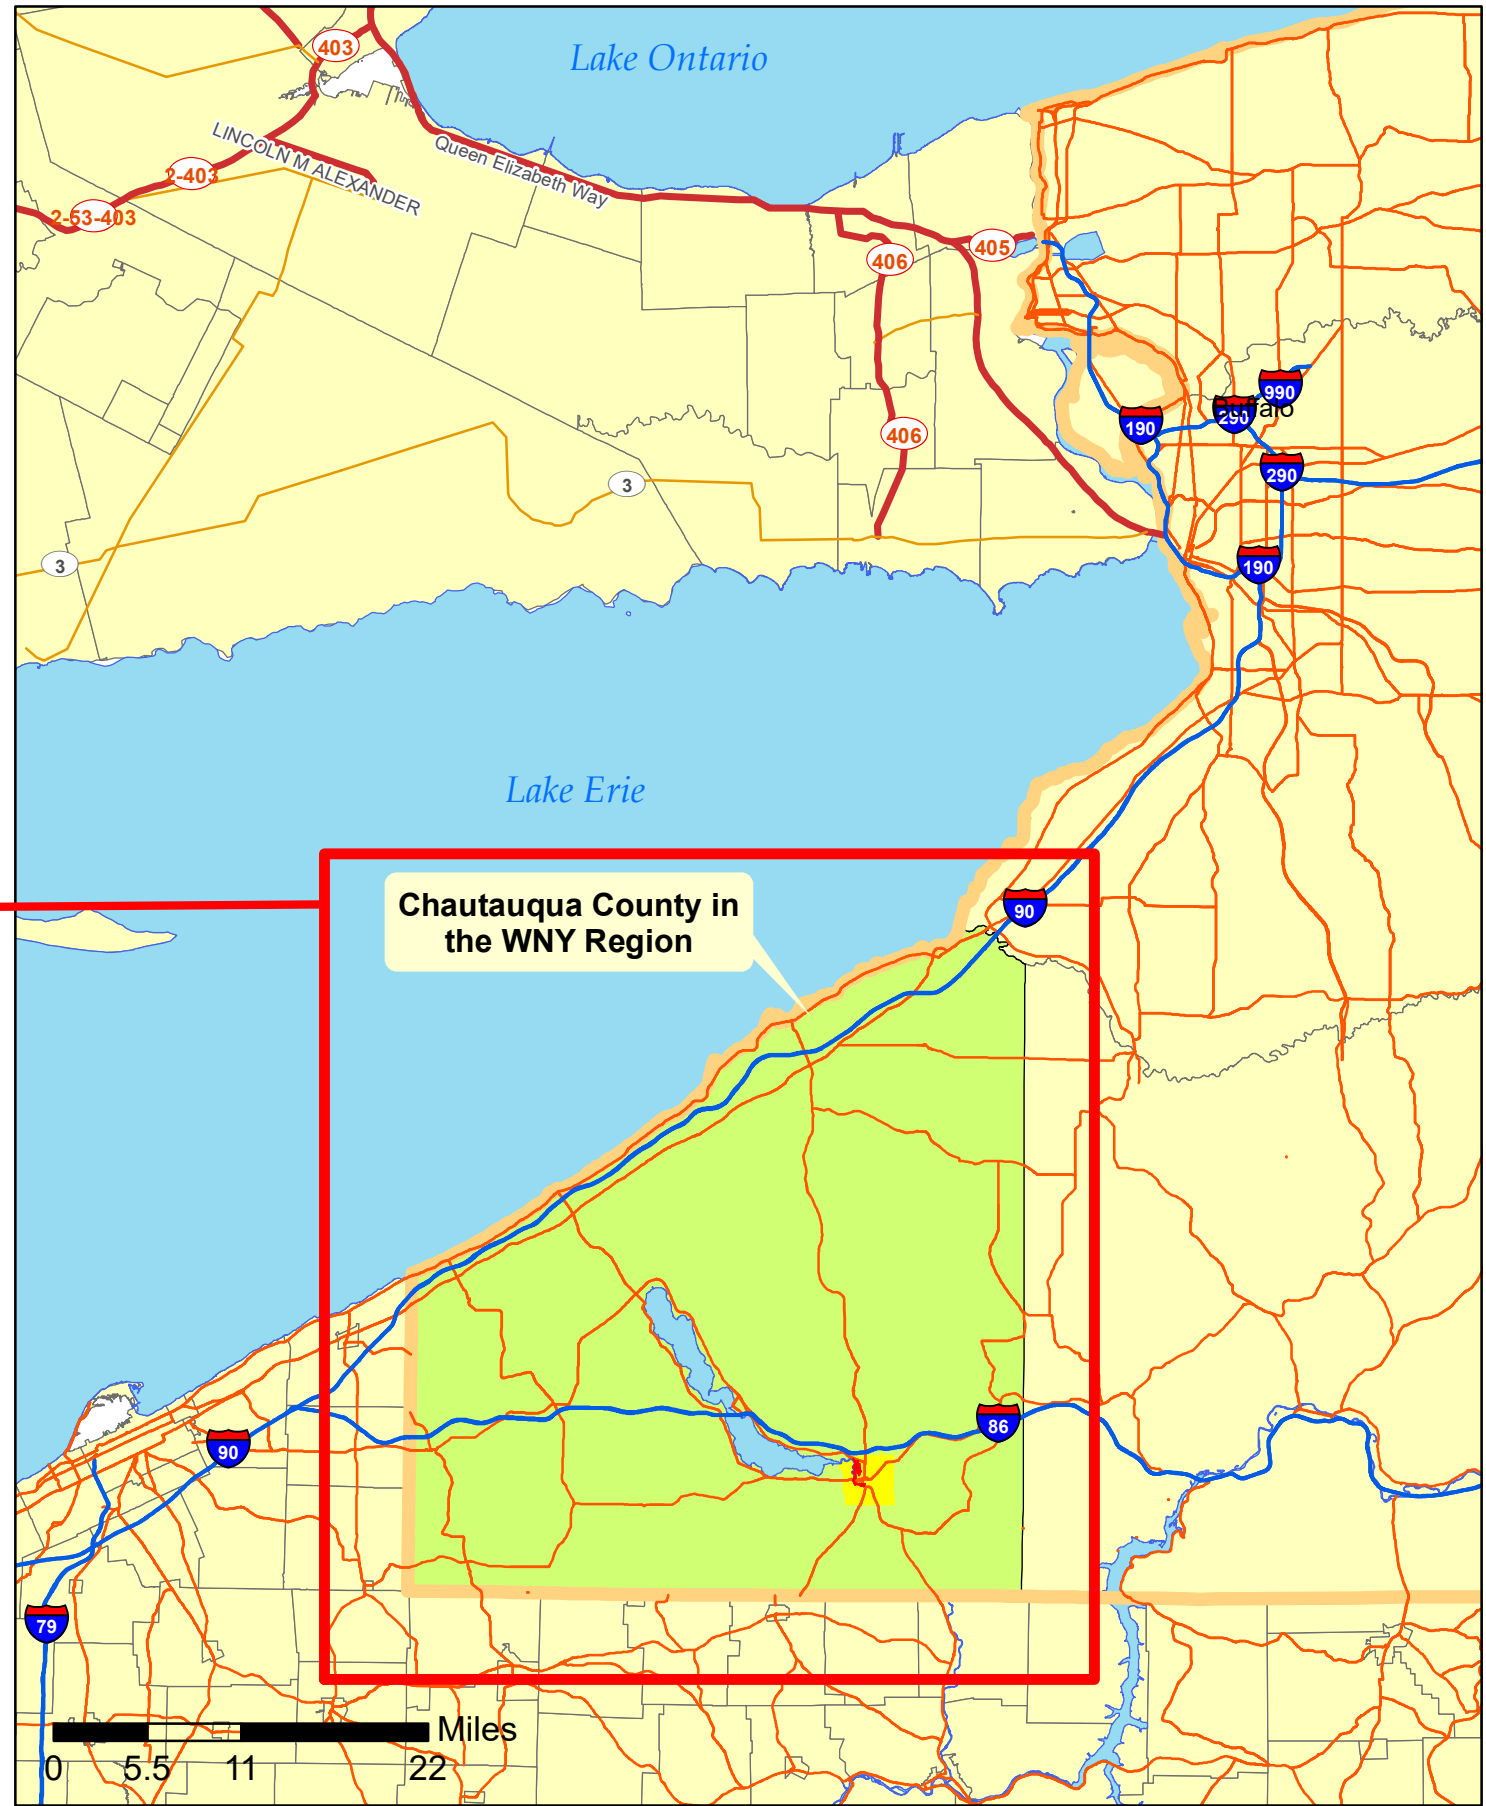 403
Lake Ontario
LINCOLN M ALEXANDER
Queen Elizabeth Way
2-403
2-53-403
406
405
990
Buffalo
290
190
406
290
3
3
190
Lake Erie
Chautauqua County in
the WNY Region
90
86
90
79
Miles
0 5.5 11 22